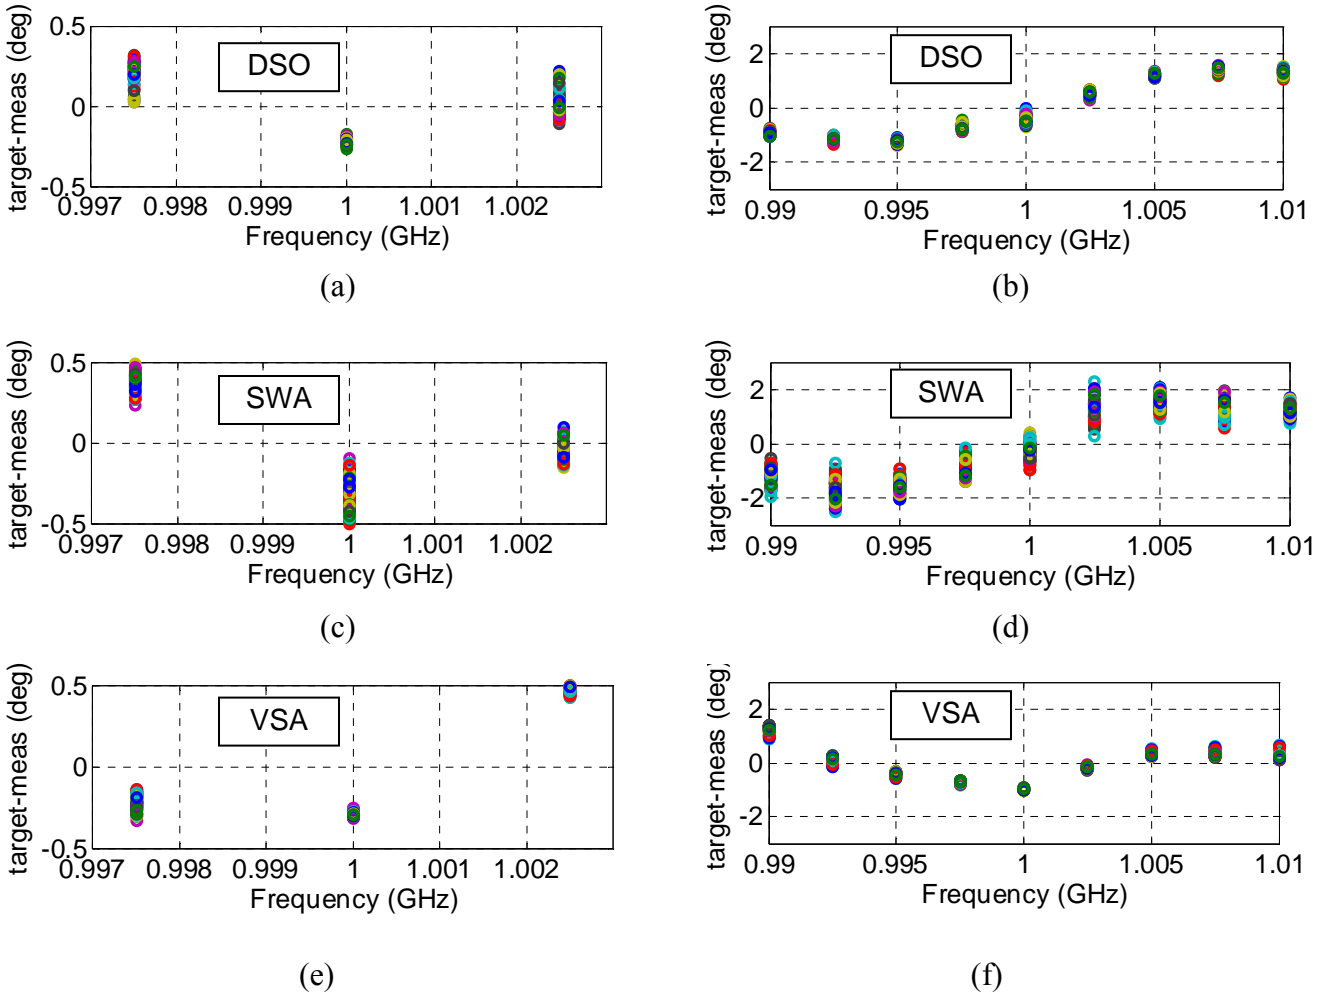 target-meas (deg)
0.5
0
-0.5
DSO
0.997 0.998 0.999 1 1.001 1.002
Frequency (GHz)
(a)
target-meas (deg)
2
0
-2
DSO
0.99 0.995 1 1.005 1.01
Frequency (GHz)
(b)
target-meas (deg)
0.5
0
-0.5
SWA
0.997 0.998 0.999 1 1.001 1.002
Frequency (GHz)
(c)
target-meas (deg)
2
0
-2
SWA
0.99 0.995 1 1.005 1.01
Frequency (GHz)
(d)
target-meas (deg)
0.5
0
-0.5
VSA
0.997 0.998 0.999 1 1.001 1.002
Frequency (GHz)
(e)
target-meas (deg)
2
0
-2
VSA
0.99 0.995 1 1.005 1.01
Frequency (GHz)
(f)